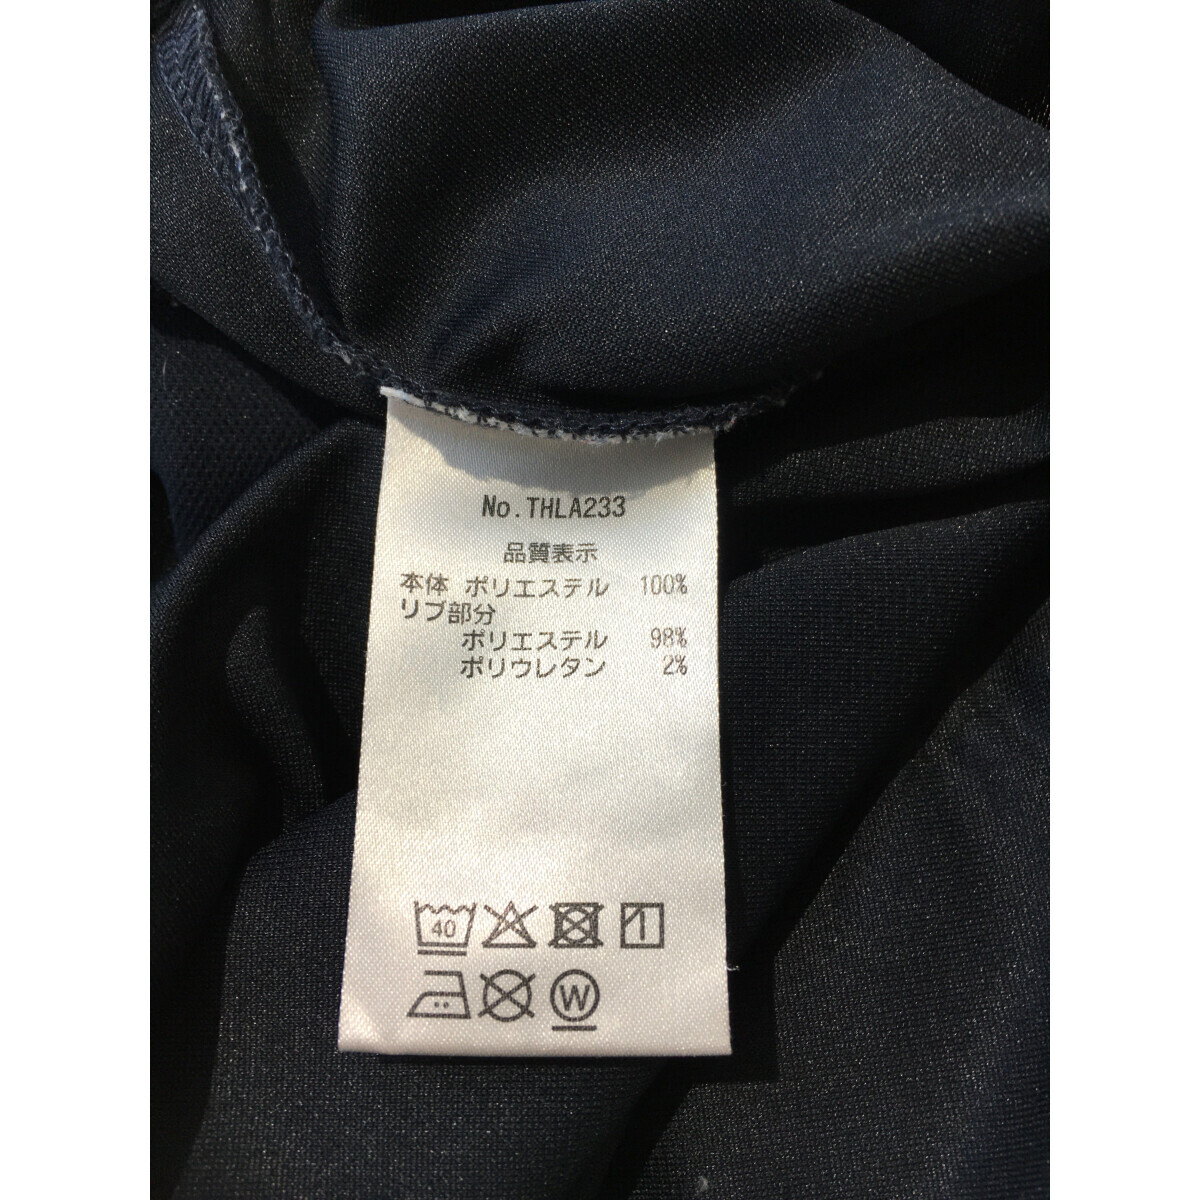 No.THLA233
品質表示
本体 ポリエステル 100%
リブ部分
ポリエステル 98%
ポリウレタン 2%
40
W